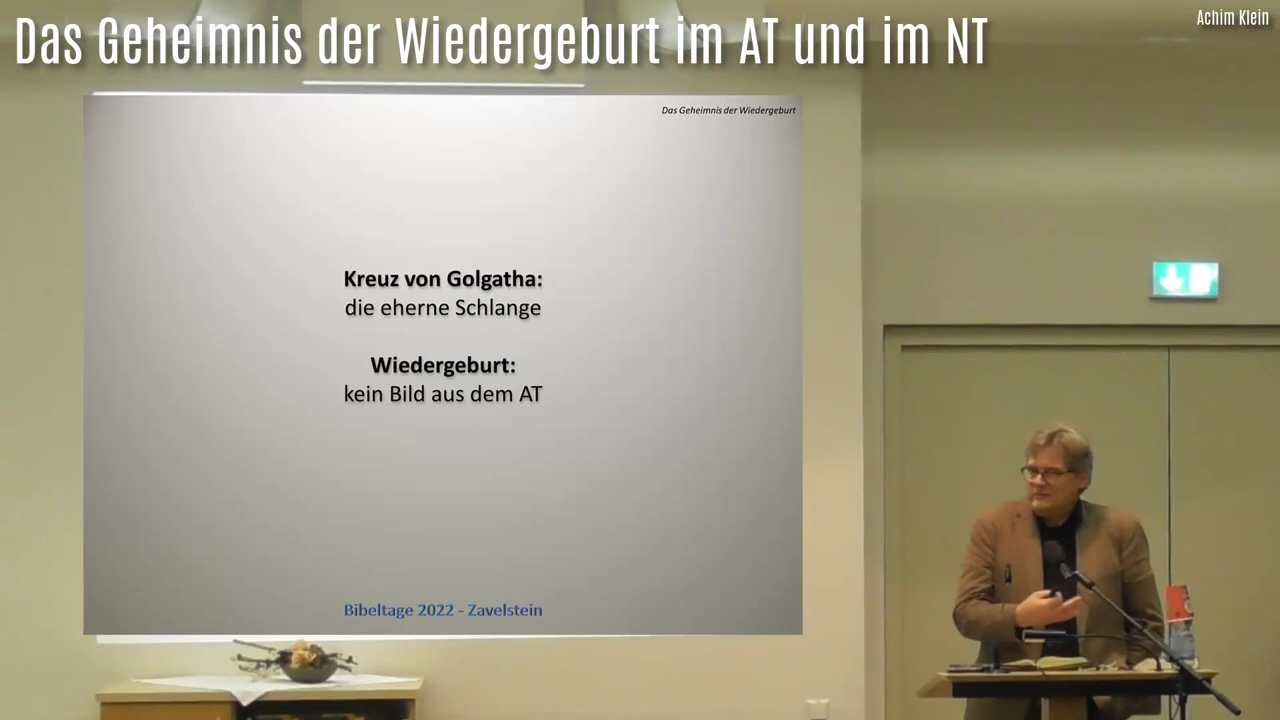 Das Geheimnis der Wiedergeburt im AT und im NT
Achim Klein
Das Geheimnis der Wiedergeburt
Kreuz von Golgatha:
die eherne Schlange
Wiedergeburt:
kein Bild aus dem AT
Bibeltage 2022 - Zavelstein